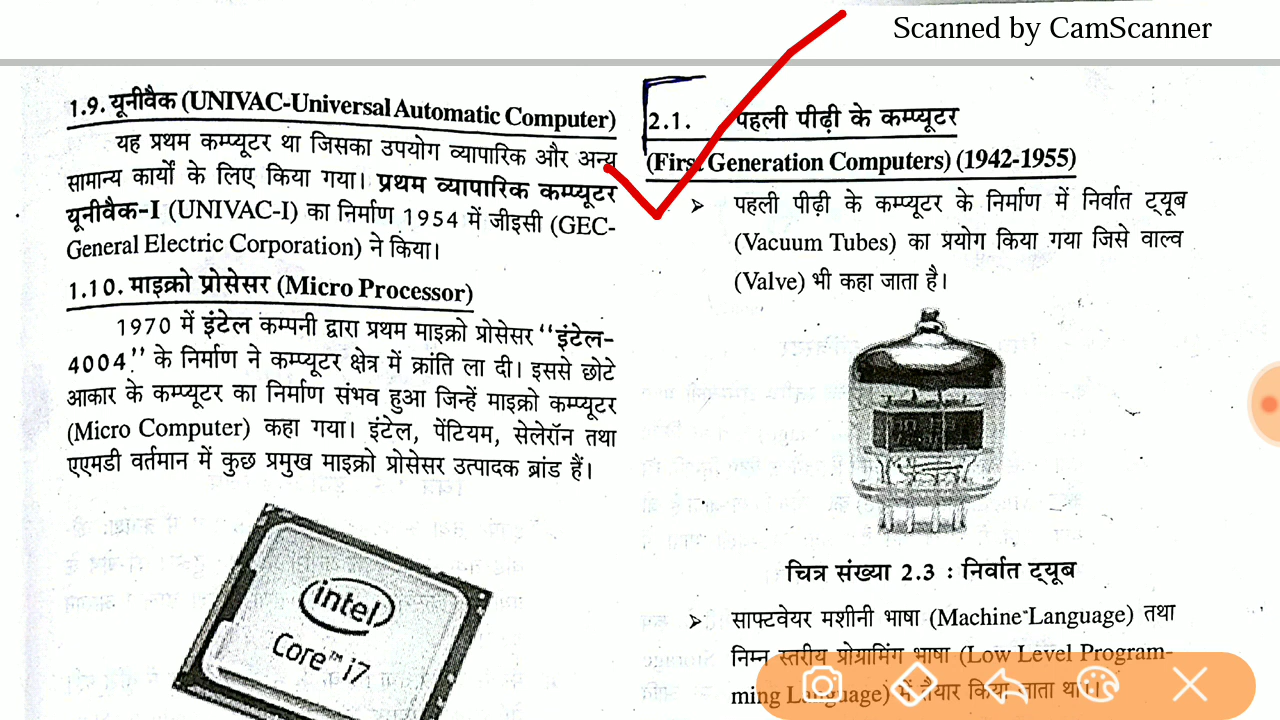 Scanned by CamScanner
1.9. यूनीवैक (UNIVAC-Universal Automatic Computer)
यह प्रथम कम्प्यूटर था जिसका उपयोग व्यापारिक और अन्य
सामान्य कार्यों के लिए किया गया। प्रथम व्यापारिक कम्प्यूटर
यूनीवैक-I (UNIVAC-I) का निर्माण 1954 में जीइसी (GEC-
General Electric Corporation) ने किया।
1.10. माइक्रो प्रोसेसर (Micro Processor)
1970 में इंटेल कम्पनी द्वारा प्रथम माइक्रो प्रोसेसर ‘‘इंटेल-
4004’’ के निर्माण ने कम्प्यूटर क्षेत्र में क्रांति ला दी। इससे छोटे
आकार के कम्प्यूटर का निर्माण संभव हुआ जिन्हें माइक्रो कम्प्यूटर
(Micro Computer) कहा गया। इंटेल, पेंटियम, सेलेरॉन तथा
एएमडी वर्तमान में कुछ प्रमुख माइक्रो प्रोसेसर उत्पादक ब्रांड हैं।
intel
Core™ i7
2.1. पहली पीढ़ी के कम्प्यूटर
(First Generation Computers) (1942-1955)
➢ पहली पीढ़ी के कम्प्यूटर के निर्माण में निर्वात ट्यूब
(Vacuum Tubes) का प्रयोग किया गया जिसे वाल्व
(Valve) भी कहा जाता है।
चित्र संख्या 2.3 : निर्वात ट्यूब
➢ साफ्टवेयर मशीनी भाषा (Machine Language) तथा
निम्न स्तरीय प्रोग्रामिंग भाषा (Low Level Program-
ming Language) में तैयार किया जाता था।